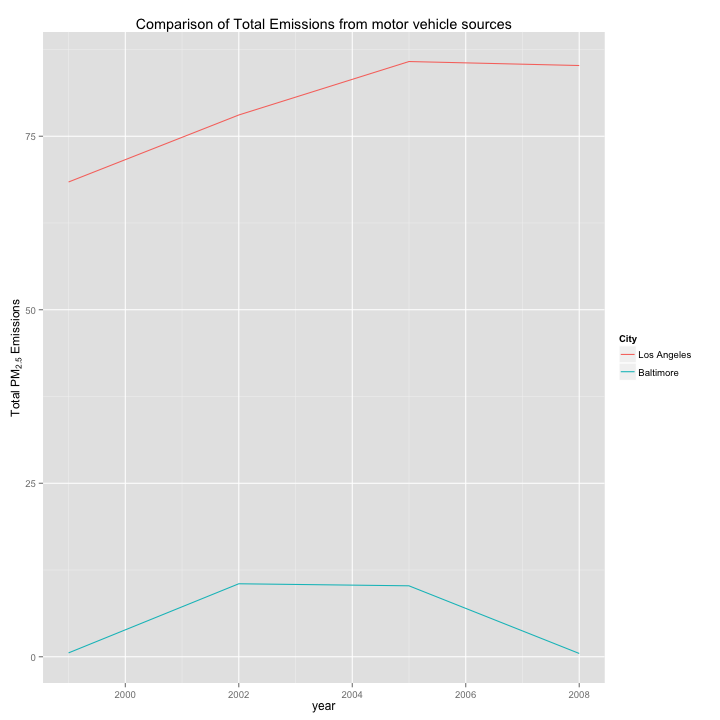 Comparison of Total Emissions from motor vehicle sources
Total PM2.5 Emissions
75
50
25
0
2000 2002 2004 2006 2008
year
City
Los Angeles
Baltimore